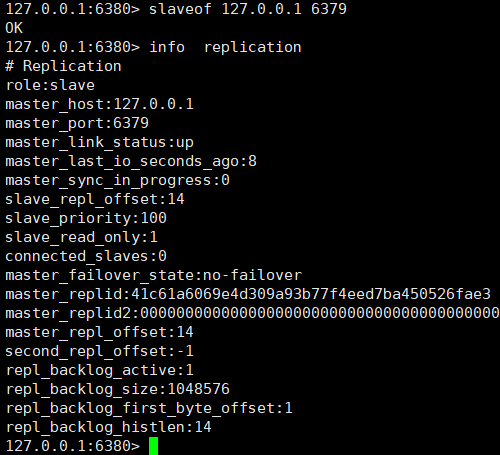 127.0.0.1:6380> slaveof 127.0.0.1 6379
OK
127.0.0.1:6380> info  replication
# Replication
role:slave
master_host:127.0.0.1
master_port:6379
master_link_status:up
master_last_io_seconds_ago:8
master_sync_in_progress:0
slave_repl_offset:14
slave_priority:100
slave_read_only:1
connected_slaves:0
master_failover_state:no-failover
master_replid:41c61a6069e4d309a93b77f4eed7ba450526fae3
master_replid2:0000000000000000000000000000000000000000
master_repl_offset:14
second_repl_offset:-1
repl_backlog_active:1
repl_backlog_size:1048576
repl_backlog_first_byte_offset:1
repl_backlog_histlen:14
127.0.0.1:6380>